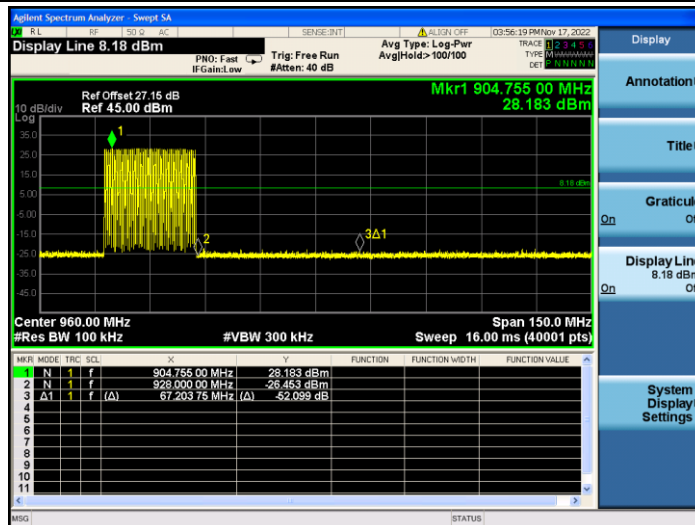 Agilent Spectrum Analyzer - Swept SA
RL RF 50 Ω AC SENSE:INT ALIGN OFF 03:56:19 PM Nov 17, 2022
Display Line 8.18 dBm
PNO: Fast
IFGain:Low
Trig: Free Run
#Atten: 40 dB
Avg Type: Log-Pwr
Avg|Hold:> 100/100
TRACE 1 2 3 4 5 6
TYPE M
DET P N N N N N
Ref Offset 27.15 dB
10 dB/div Ref 45.00 dBm
Log
Mkr1 904.755 00 MHz
28.183 dBm
35.0
25.0
15.0
5.00
-5.00
-15.0
-25.0
-35.0
-45.0
1
8.18 dBm
2
3Δ1
Center 960.00 MHz Span 150.0 MHz
#Res BW 100 kHz #VBW 300 kHz Sweep 16.00 ms (40001 pts)
MKR MODE TRC SCL X Y FUNCTION FUNCTION WIDTH FUNCTION VALUE
1 N 1 f 904.755 00 MHz 28.183 dBm
2 N 1 f 928.000 00 MHz -26.453 dBm
3 Δ1 1 f (Δ) 67.203 75 MHz (Δ) -52.099 dB
4
5
6
7
8
9
10
11
MSG STATUS
Display
Annotation
Title
Graticul
On Of
Display Lin
8.18 dBm
On Of
System
Display
Settings